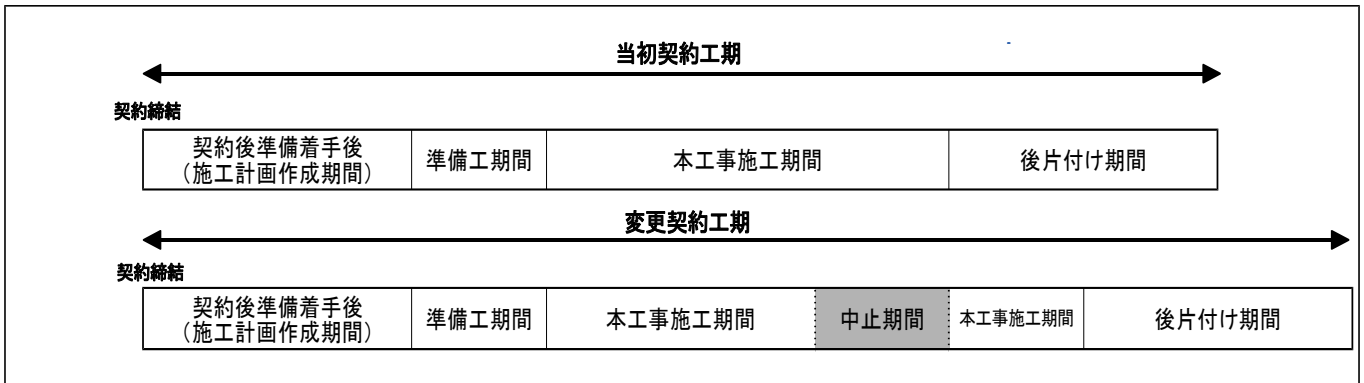 当初契約工期
契約締結
契約後準備着手後
（施工計画作成期間）
準備工期間
本工事施工期間
後片付け期間
変更契約工期
契約締結
契約後準備着手後
（施工計画作成期間）
準備工期間
本工事施工期間
中止期間
本工事施工期間
後片付け期間